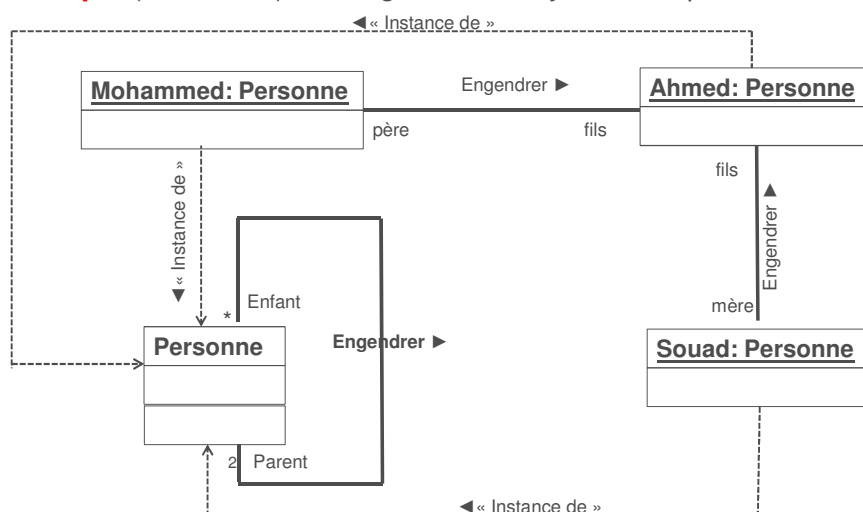 ◄« Instance de »
Mohammed: Personne
Engendrer ►
Ahmed: Personne
père
fils
fils
◄« Instance de »
Engendrer ►
Enfant
*
mère
Personne
Engendrer ►
Souad: Personne
2
Parent
◄« Instance de »